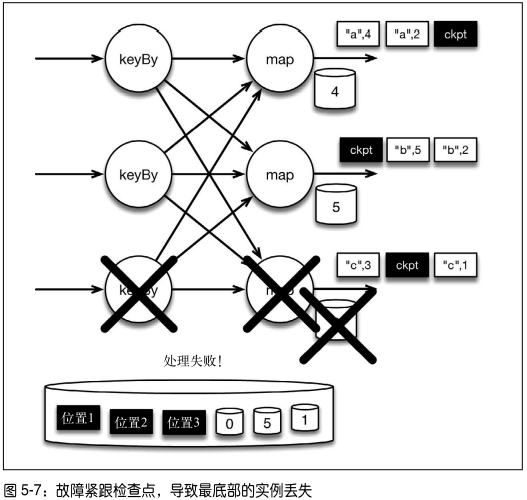 "a",4 "a",2 ckpt
keyBy map
4
ckpt "b",5 "b",2
keyBy map
5
"c",3 ckpt "c",1
keyBy map
处理失败!
位置1 位置2 位置3 0 5 1
图 5-7：故障紧跟检查点，导致最底部的实例丢失